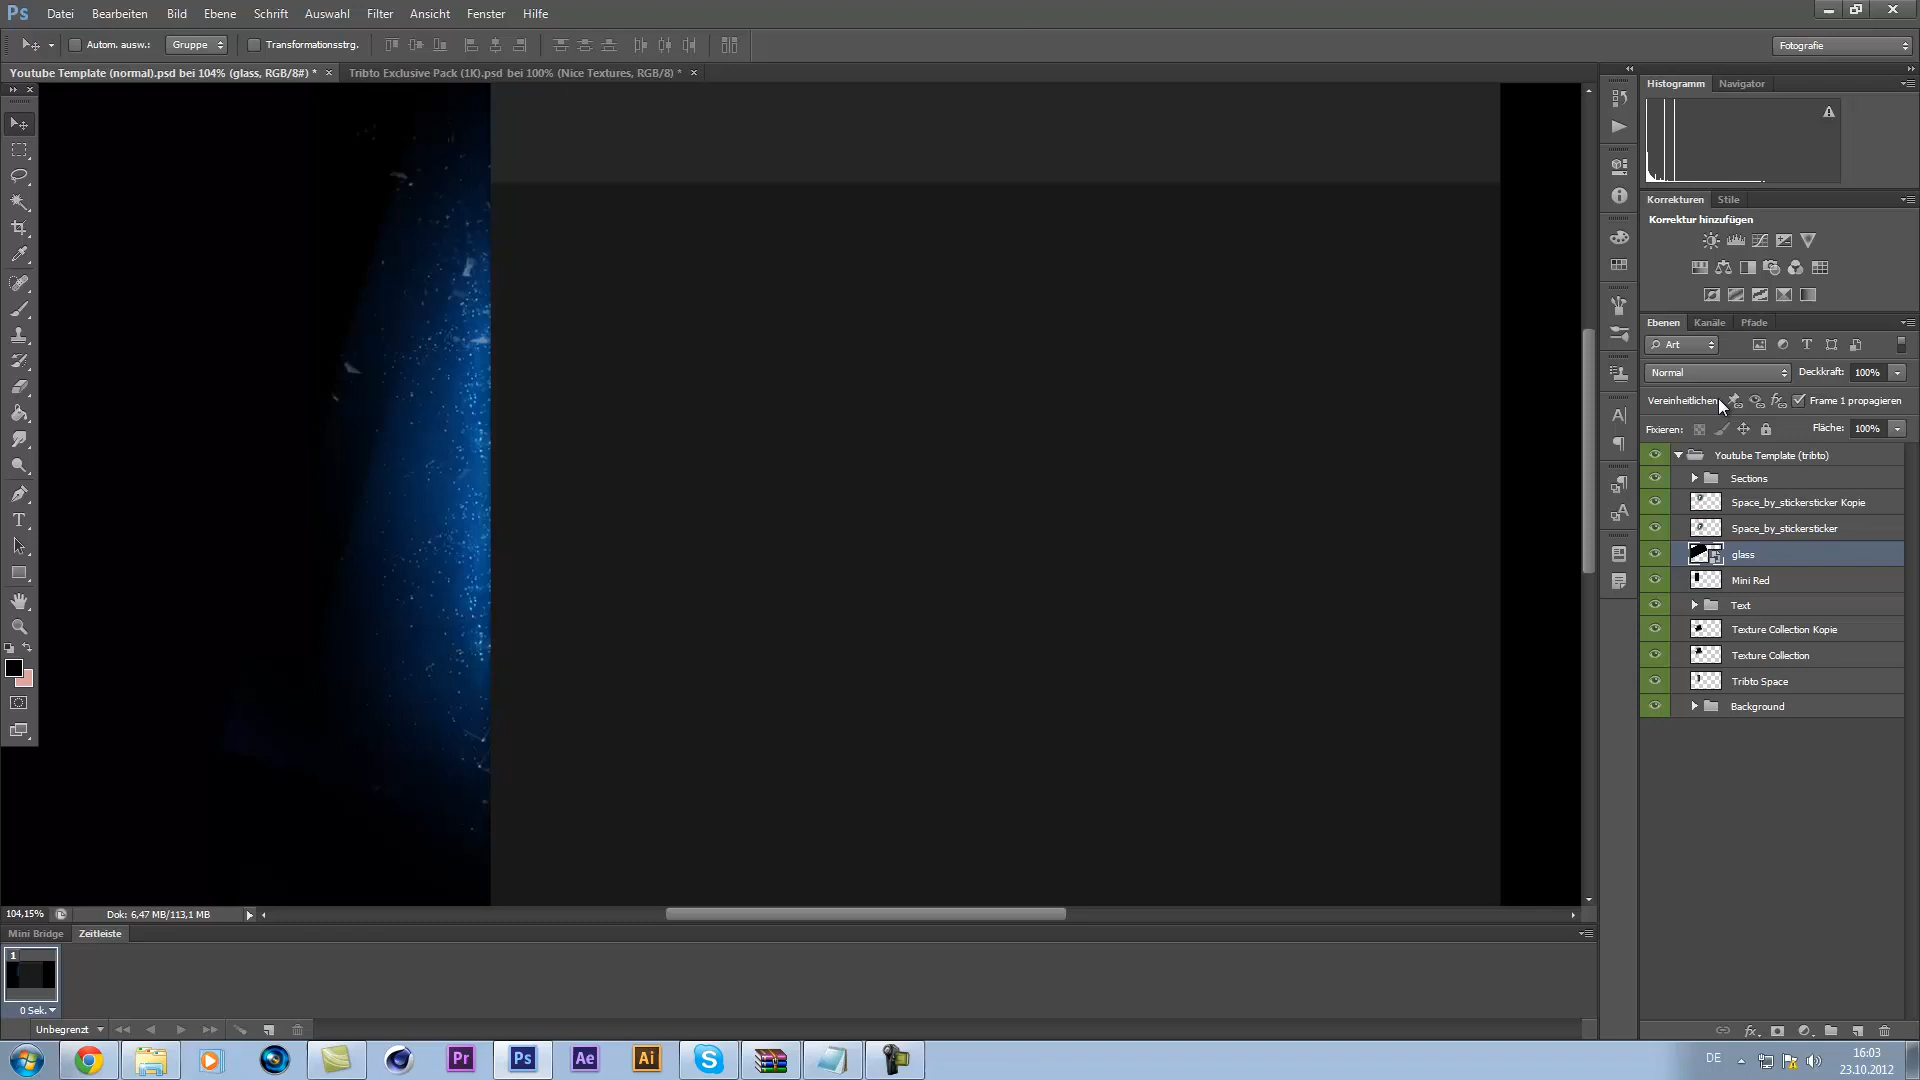 Ps Datei Bearbeiten Bild Ebene Schrift Auswahl Filter Ansicht Fenster Hilfe
Autom. ausw.: Gruppe Transformationsstrg. Fotografie
Youtube Template (normal).psd bei 104% (glass, RGB/8#) * Tribto Exclusive Pack (1K).psd bei 100% (Nice Textures, RGB/8) *
Histogramm Navigator
Korrekturen Stile
Korrektur hinzufügen
Ebenen Kanäle Pfade
Art
Normal Deckkraft: 100%
Vereinheitlichen Frame 1 propagieren
Fixieren: Fläche: 100%
Youtube Template (tribto)
Sections
Space_by_stickersticker Kopie
Space_by_stickersticker
glass
Mini Red
Text
Texture Collection Kopie
Texture Collection
Tribto Space
Background
104,15% Dok: 6,47 MB/113,1 MB
Mini Bridge Zeitleiste
1
0 Sek.
Unbegrenzt
Pr Ps Ae Ai DE 16:03
23.10.2012